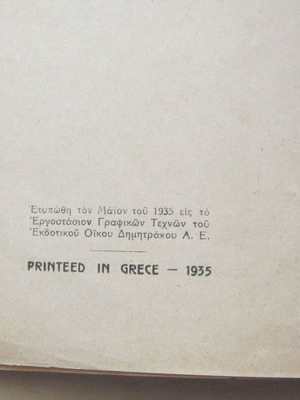 Ἐτυπώθη τὸν Μάϊον τοῦ 1935 εἰς τὸ
Ἐργοστάσιον Γραφικῶν Τεχνῶν τοῦ
Ἐκδοτικοῦ Οἴκου Δημητράκου Α. Ε.
PRINTEED IN GRECE — 1935